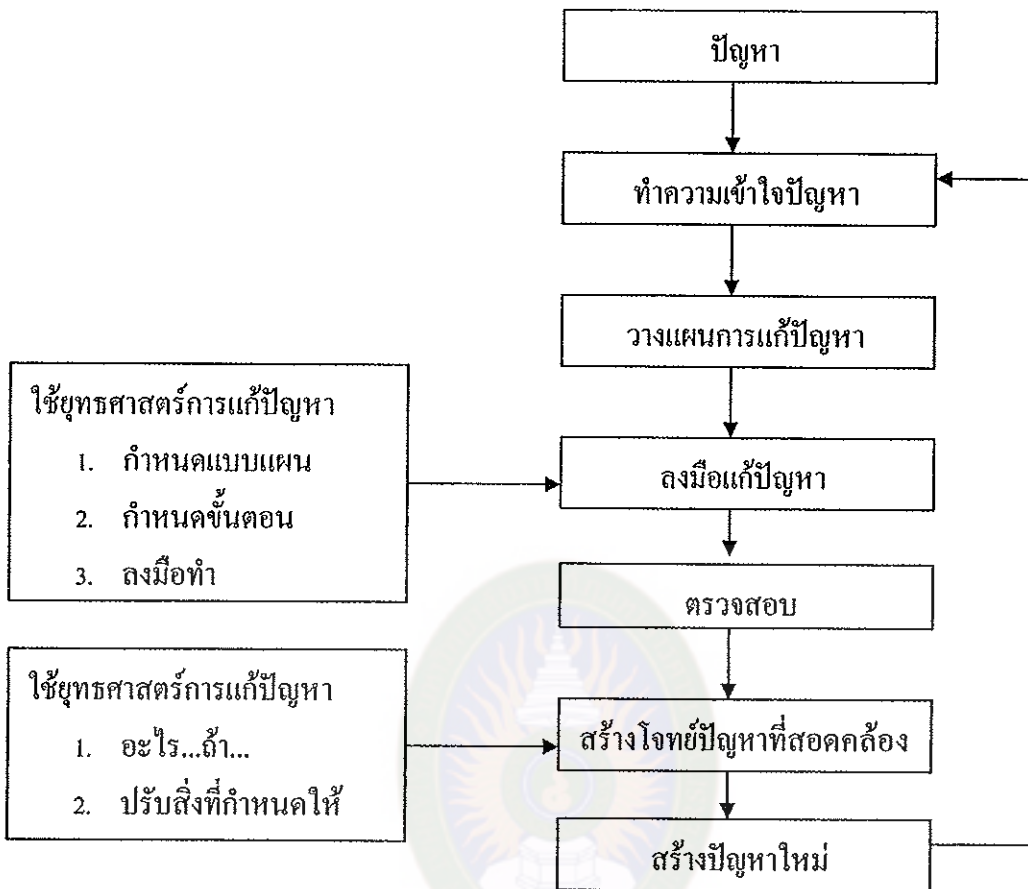 ปัญหา
ทำความเข้าใจปัญหา
วางแผนการแก้ปัญหา
ใช้ยุทธศาสตร์การแก้ปัญหา
1. กำหนดแบบแผน
2. กำหนดขั้นตอน
3. ลงมือทำ
ลงมือแก้ปัญหา
ตรวจสอบ
ใช้ยุทธศาสตร์การแก้ปัญหา
1. อะไร...ถ้า...
2. ปรับสิ่งที่กำหนดให้
สร้างโจทย์ปัญหาที่สอดคล้อง
สร้างปัญหาใหม่